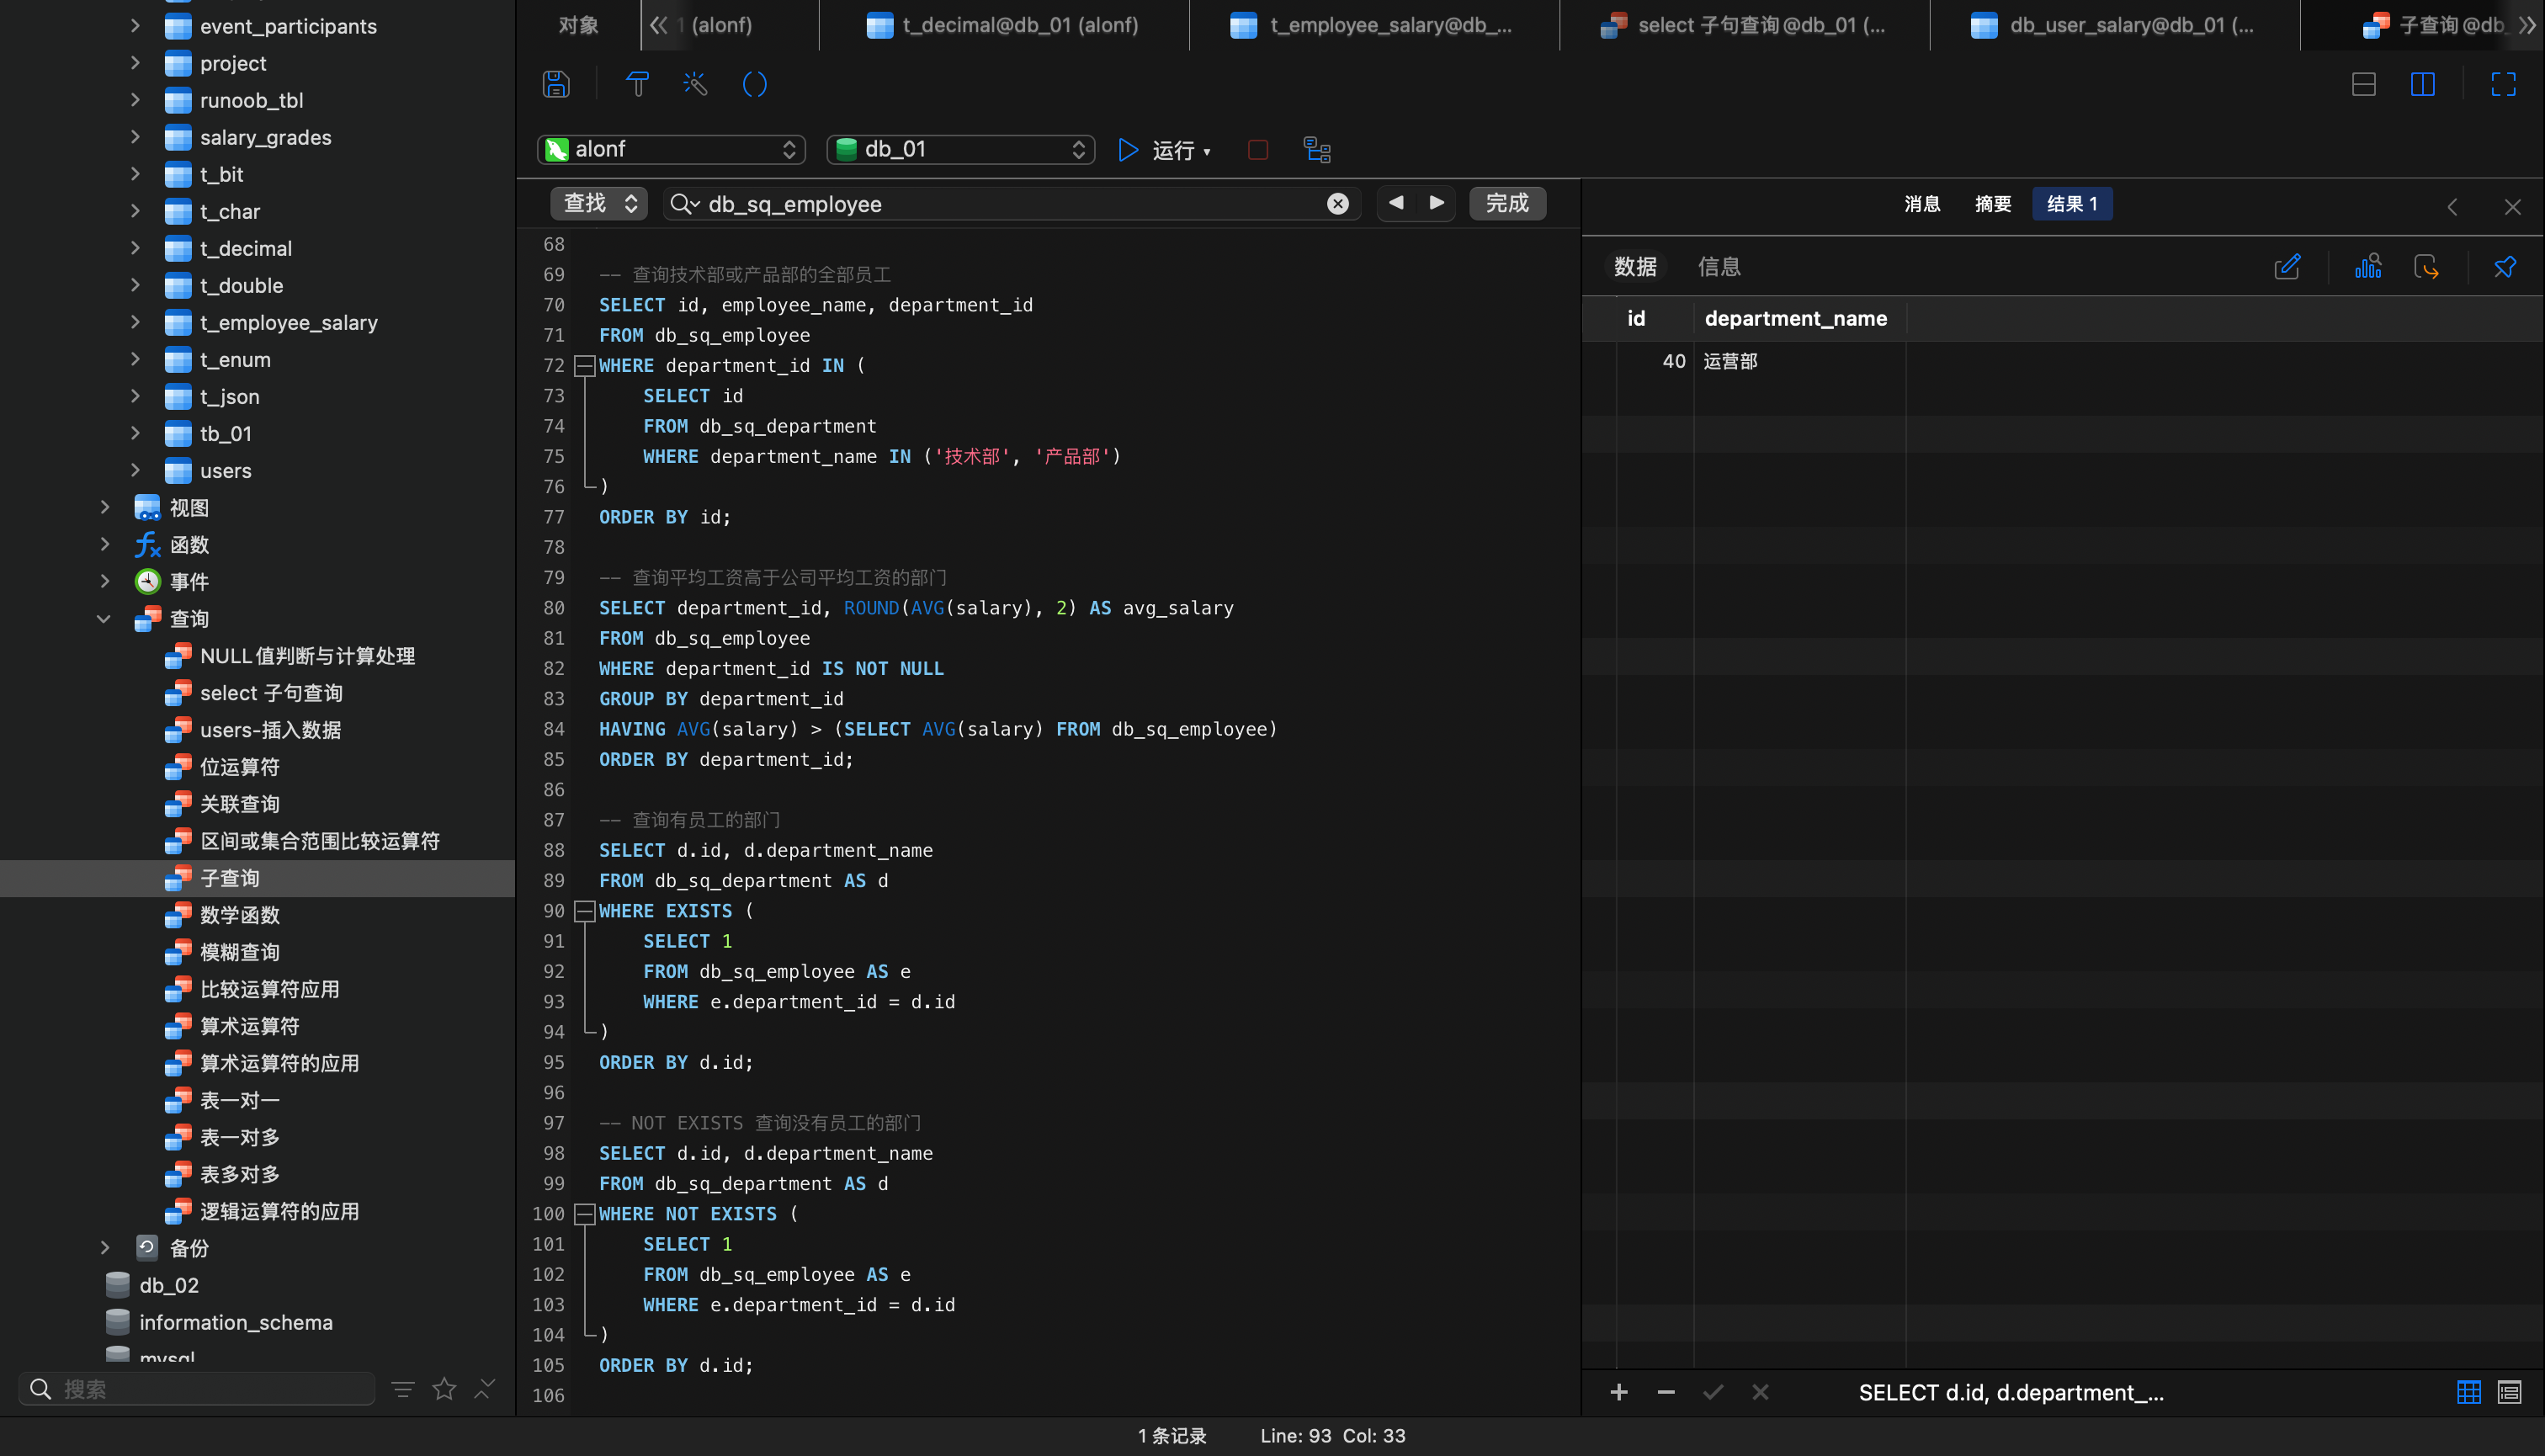 event_participants
project
runoob_tbl
salary_grades
t_bit
t_char
t_decimal
t_double
t_employee_salary
t_enum
t_json
tb_01
users
视图
函数
事件
查询
NULL值判断与计算处理
select 子句查询
users-插入数据
位运算符
关联查询
区间或集合范围比较运算符
子查询
数学函数
模糊查询
比较运算符应用
算术运算符
算术运算符的应用
表一对一
表一对多
表多对多
逻辑运算符的应用
备份
db_02
information_schema
mysql
搜索
对象
1 (alonf)
t_decimal@db_01 (alonf)
t_employee_salary@db_...
select 子句查询@db_01 (...
db_user_salary@db_01 (...
子查询@db_
alonf
db_01
运行
查找
db_sq_employee
完成
68
69 -- 查询技术部或产品部的全部员工
70 SELECT id, employee_name, department_id
71 FROM db_sq_employee
72 WHERE department_id IN (
73 SELECT id
74 FROM db_sq_department
75 WHERE department_name IN ('技术部', '产品部')
76 )
77 ORDER BY id;
78
79 -- 查询平均工资高于公司平均工资的部门
80 SELECT department_id, ROUND(AVG(salary), 2) AS avg_salary
81 FROM db_sq_employee
82 WHERE department_id IS NOT NULL
83 GROUP BY department_id
84 HAVING AVG(salary) > (SELECT AVG(salary) FROM db_sq_employee)
85 ORDER BY department_id;
86
87 -- 查询有员工的部门
88 SELECT d.id, d.department_name
89 FROM db_sq_department AS d
90 WHERE EXISTS (
91 SELECT 1
92 FROM db_sq_employee AS e
93 WHERE e.department_id = d.id
94 )
95 ORDER BY d.id;
96
97 -- NOT EXISTS 查询没有员工的部门
98 SELECT d.id, d.department_name
99 FROM db_sq_department AS d
100 WHERE NOT EXISTS (
101 SELECT 1
102 FROM db_sq_employee AS e
103 WHERE e.department_id = d.id
104 )
105 ORDER BY d.id;
106
消息 摘要 结果 1
数据 信息
id department_name
40 运营部
SELECT d.id, d.department_...
1 条记录
Line: 93 Col: 33